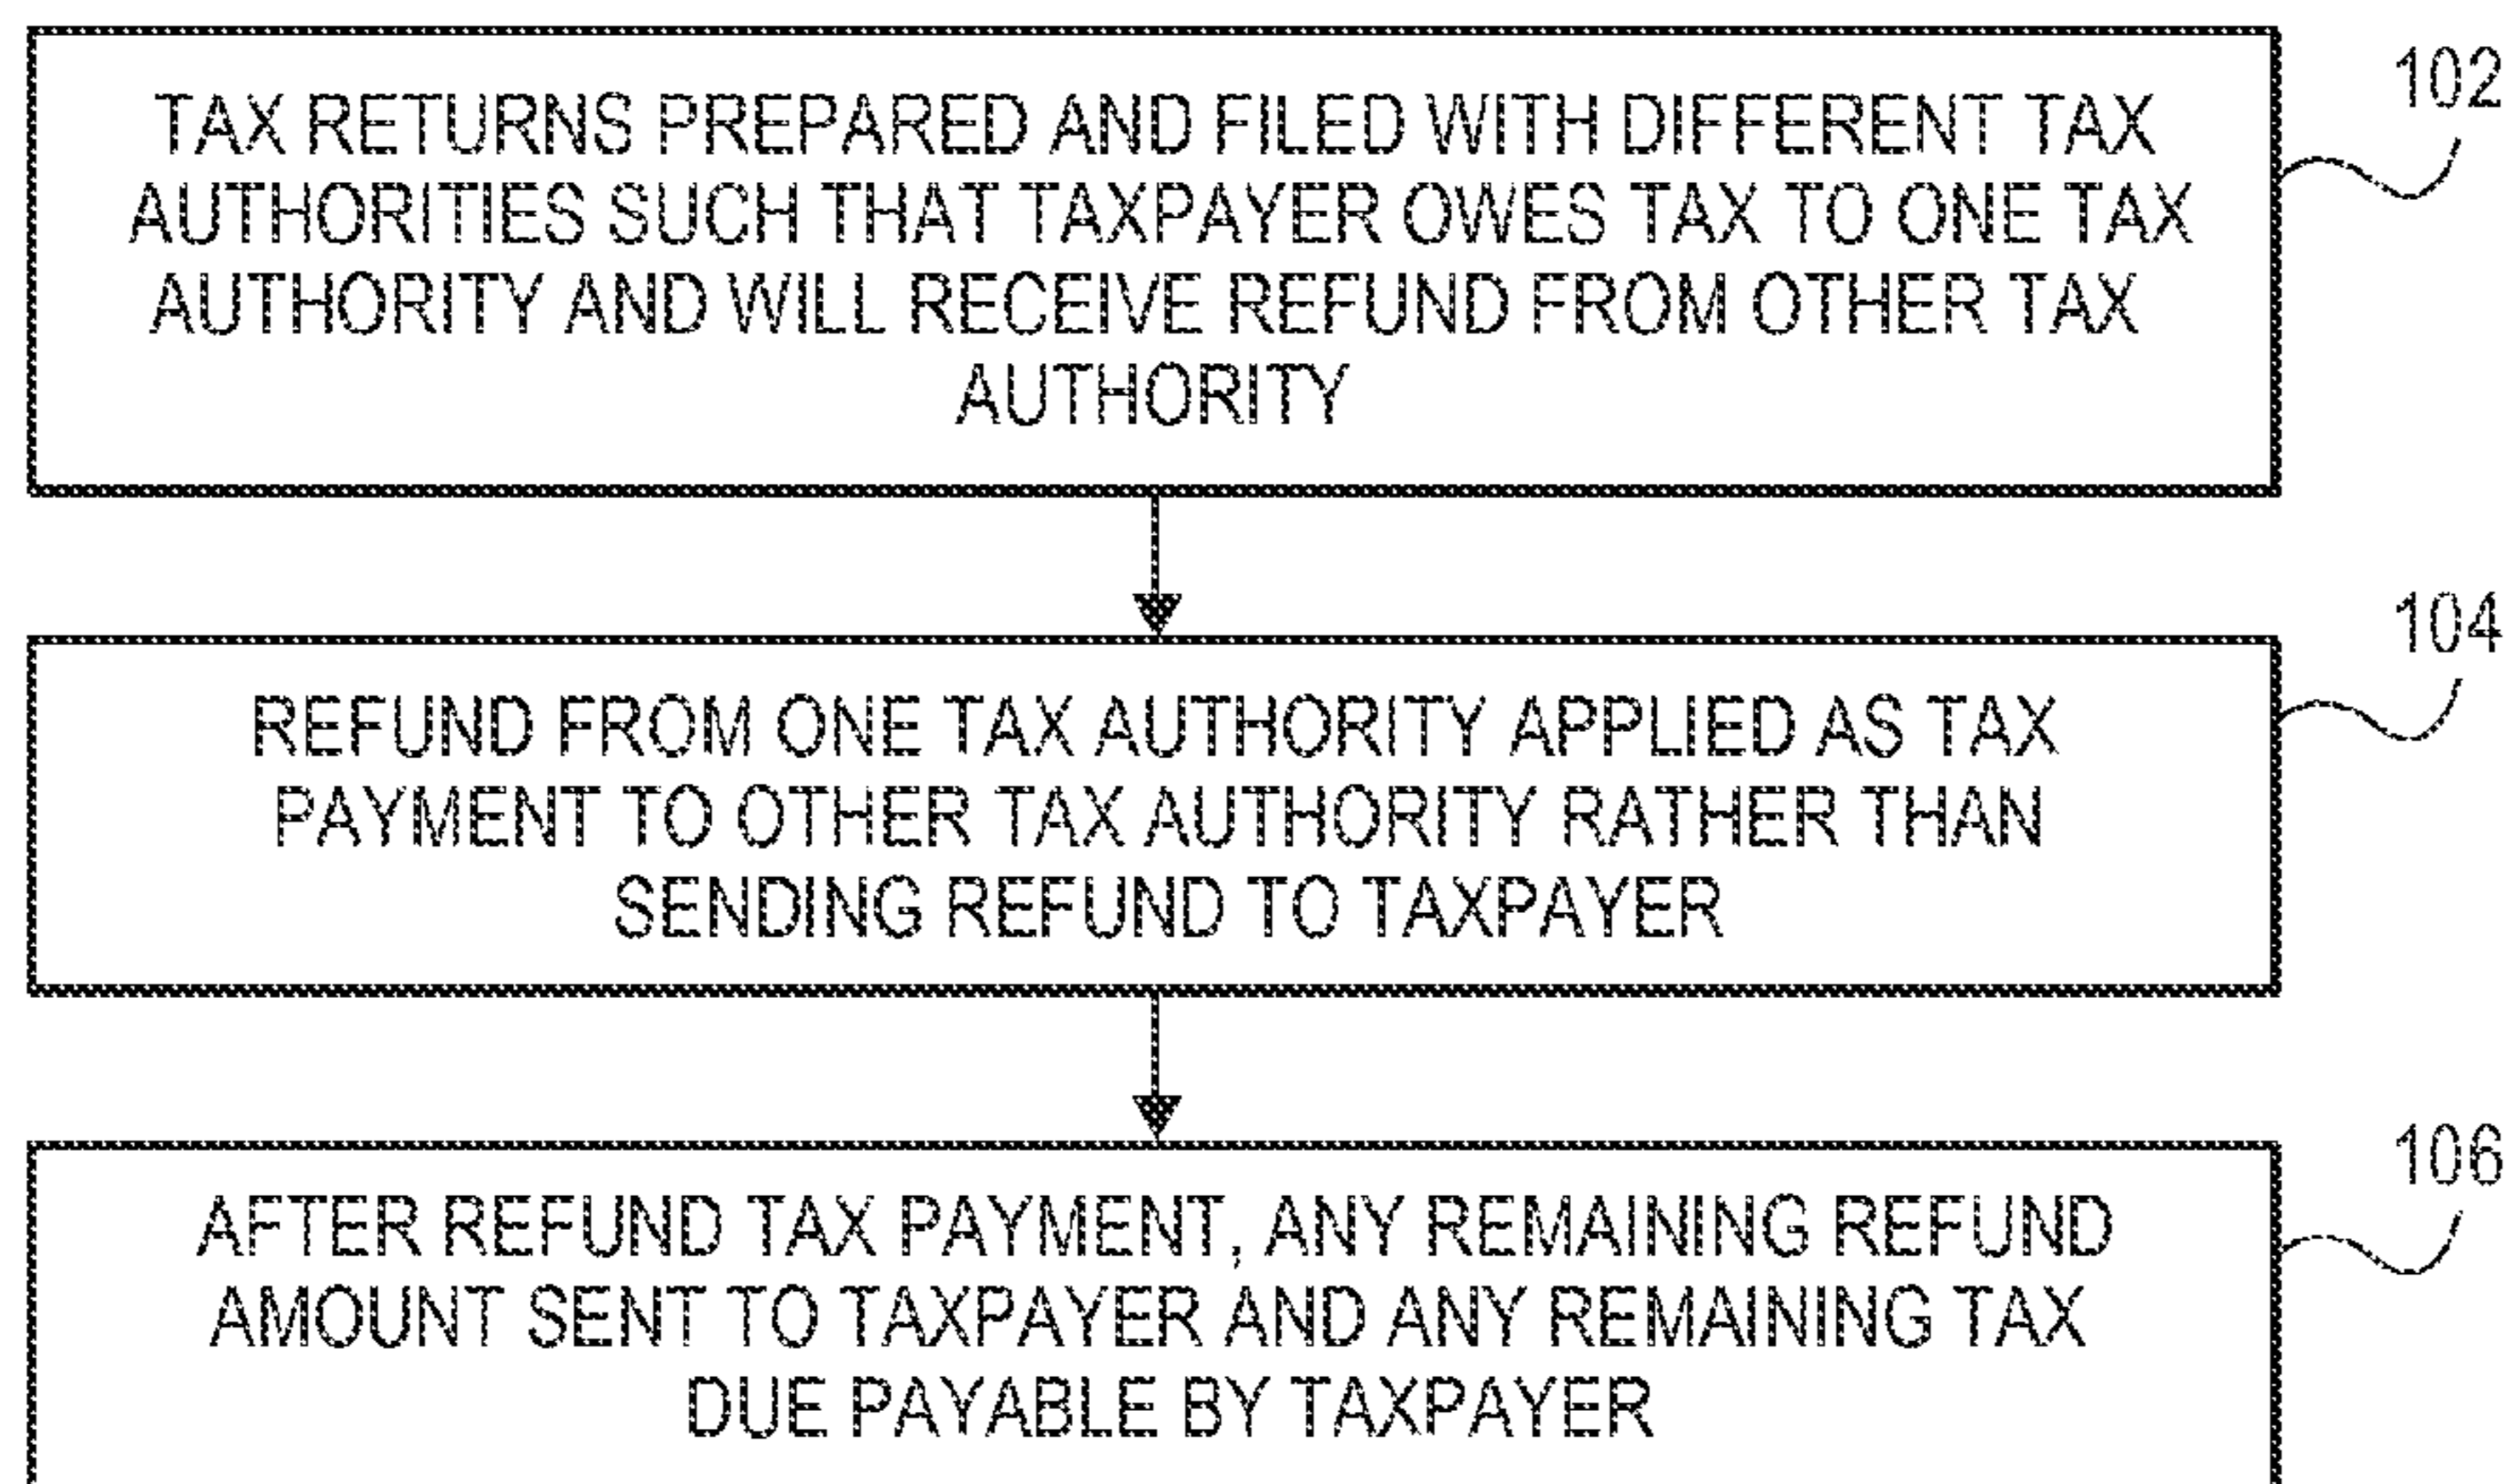 102
TAX RETURNS PREPARED AND FILED WITH DIFFERENT TAX
AUTHORITIES SUCH THAT TAXPAYER OWES TAX TO ONE TAX
AUTHORITY AND WILL RECEIVE REFUND FROM OTHER TAX
AUTHORITY
104
REFUND FROM ONE TAX AUTHORITY APPLIED AS TAX
PAYMENT TO OTHER TAX AUTHORITY RATHER THAN
SENDING REFUND TO TAXPAYER
106
AFTER REFUND TAX PAYMENT, ANY REMAINING REFUND
AMOUNT SENT TO TAXPAYER AND ANY REMAINING TAX
DUE PAYABLE BY TAXPAYER